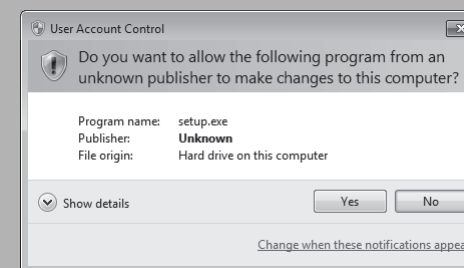 User Account Control
Do you want to allow the following program from an
unknown publisher to make changes to this computer?
Program name: setup.exe
Publisher: Unknown
File origin: Hard drive on this computer
Show details Yes No
Change when these notifications appea